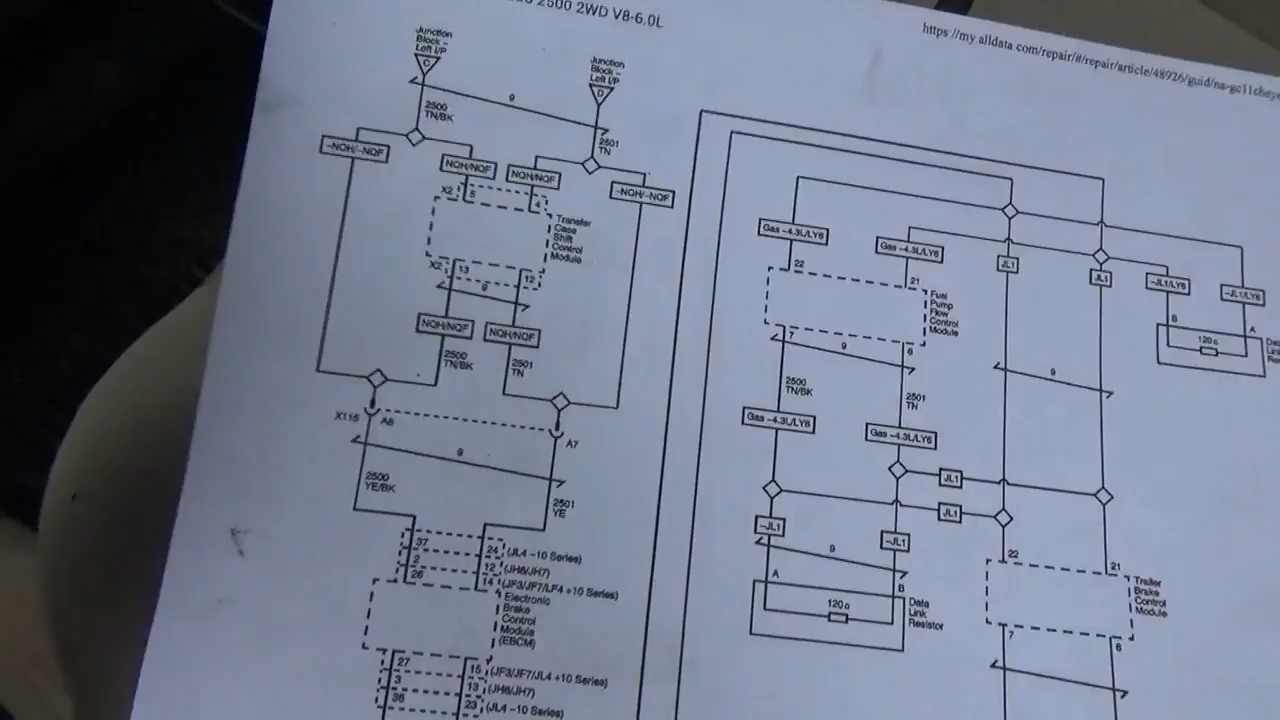 2500 2WD V8-6.0L
https://my.alldata.com/repair/#/repair/article/48926/guid/
Junction
Block –
Left I/P
C
Junction
Block –
Left I/P
D
9
2500
TN/BK
2501
TN
~NQH/~NQF
NQH/NQF
NQH/NQF
~NQH/~NQF
X2
5
4
Transfer
Case
Shift
Control
Module
X2
13
12
9
NQH/NQF
NQH/NQF
2500
TN/BK
2501
TN
X115
A6
A7
9
2500
YE/BK
2501
YE
37
24
(JL4 ~10 Series)
2
12
(JH6/JH7)
26
14
(JF3/JF7/LF4 +10 Series)
Electronic
Brake
Control
Module
(EBCM)
27
15
(JF3/JF7/JL4 +10 Series)
3
13
(JH6/JH7)
36
23
(JL4 ~10 Series)
Gas ~4.3L/LY6
Gas ~4.3L/LY6
JL1
JL1
~JL1/LY6
~JL1/LY6
22
21
Fuel
Pump
Flow
Control
Module
B
A
120 Ω
7
6
9
9
2500
TN/BK
2501
TN
Gas ~4.3L/LY6
Gas ~4.3L/LY6
JL1
JL1
~JL1
~JL1
9
A
B
120 Ω
Data
Link
Resistor
22
21
Trailer
Brake
Control
Module
7
6